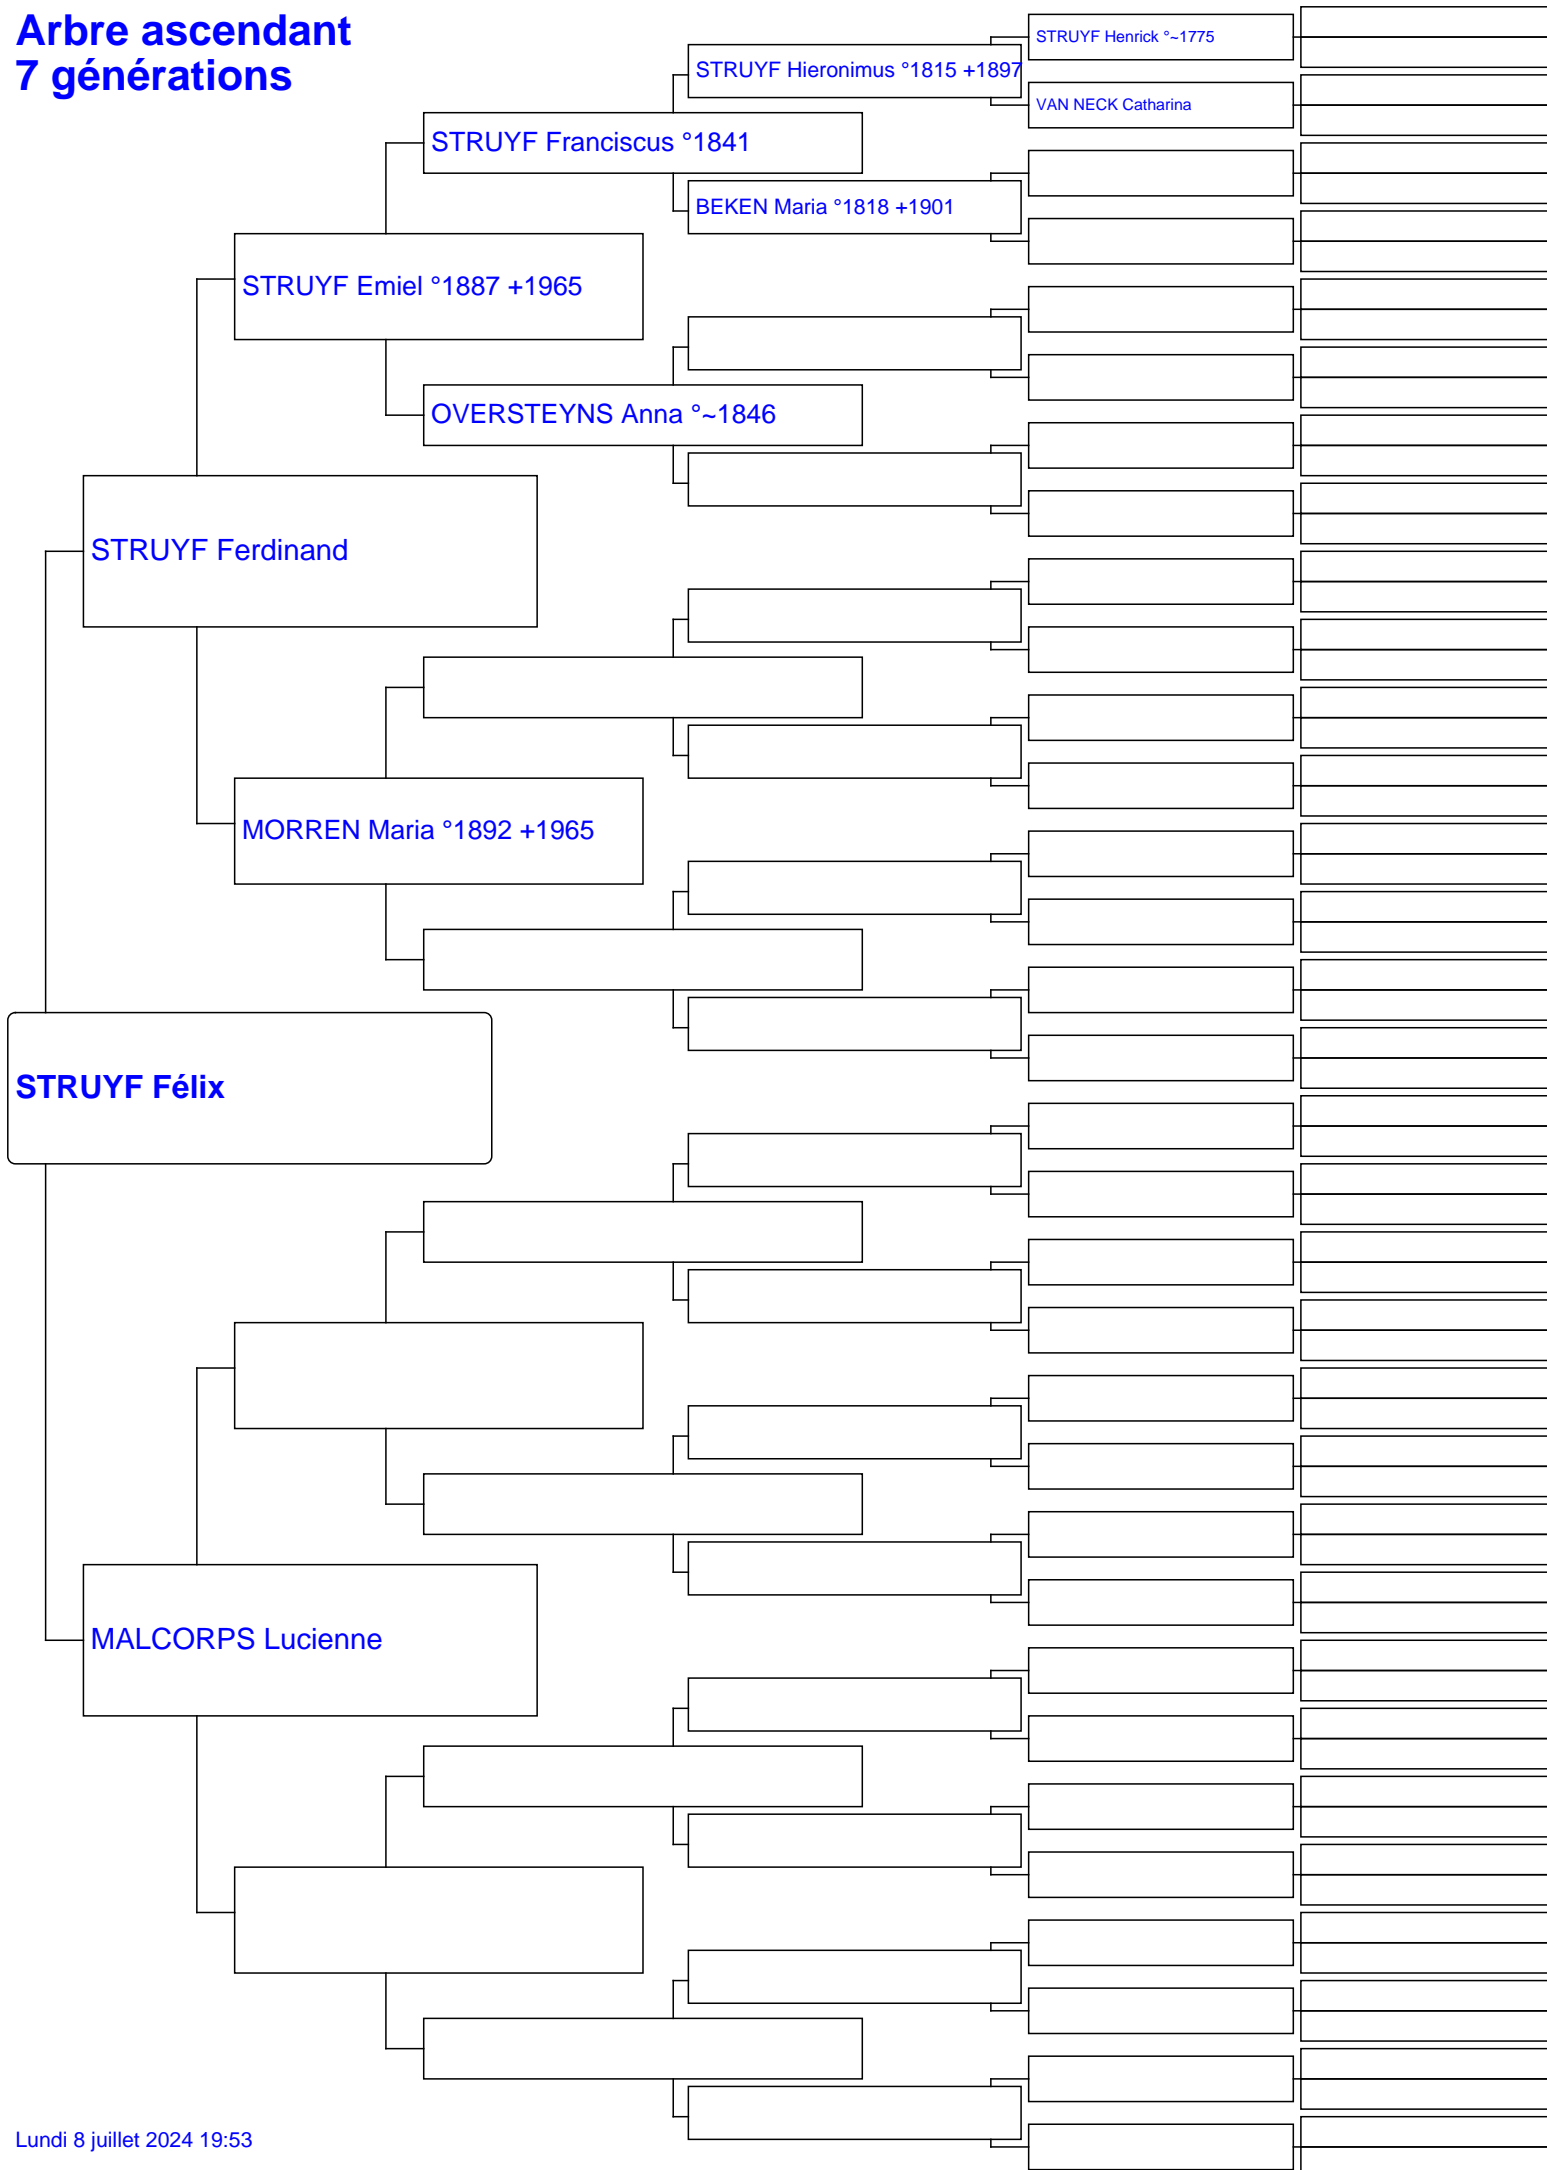 Arbre ascendant
7 générations
STRUYF Henrick °~1775
STRUYF Hieronimus °1815 +1897
VAN NECK Catharina
STRUYF Franciscus °1841
BEKEN Maria °1818 +1901
STRUYF Emiel °1887 +1965
OVERSTEYNS Anna °~1846
STRUYF Ferdinand
MORREN Maria °1892 +1965
STRUYF Félix
MALCORPS Lucienne
Lundi 8 juillet 2024 19:53